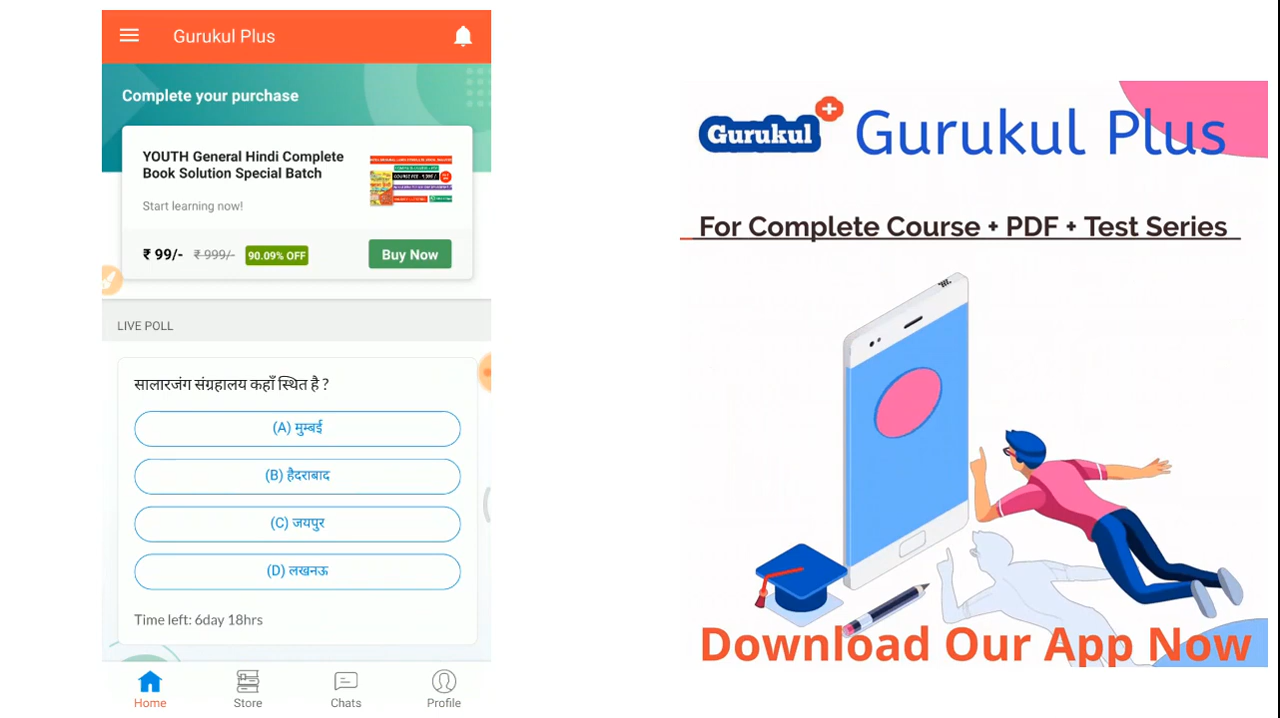 Gurukul Plus
Complete your purchase
YOUTH General Hindi Complete
Book Solution Special Batch
Start learning now!
₹ 99/- ₹ 999/- 90.09% OFF Buy Now
LIVE POLL
सालारजंग संग्रहालय कहाँ स्थित है ?
(A) मुम्बई
(B) हैदराबाद
(C) जयपुर
(D) लखनऊ
Time left: 6day 18hrs
Home Store Chats Profile
Gurukul + Gurukul Plus
For Complete Course + PDF + Test Series
Download Our App Now